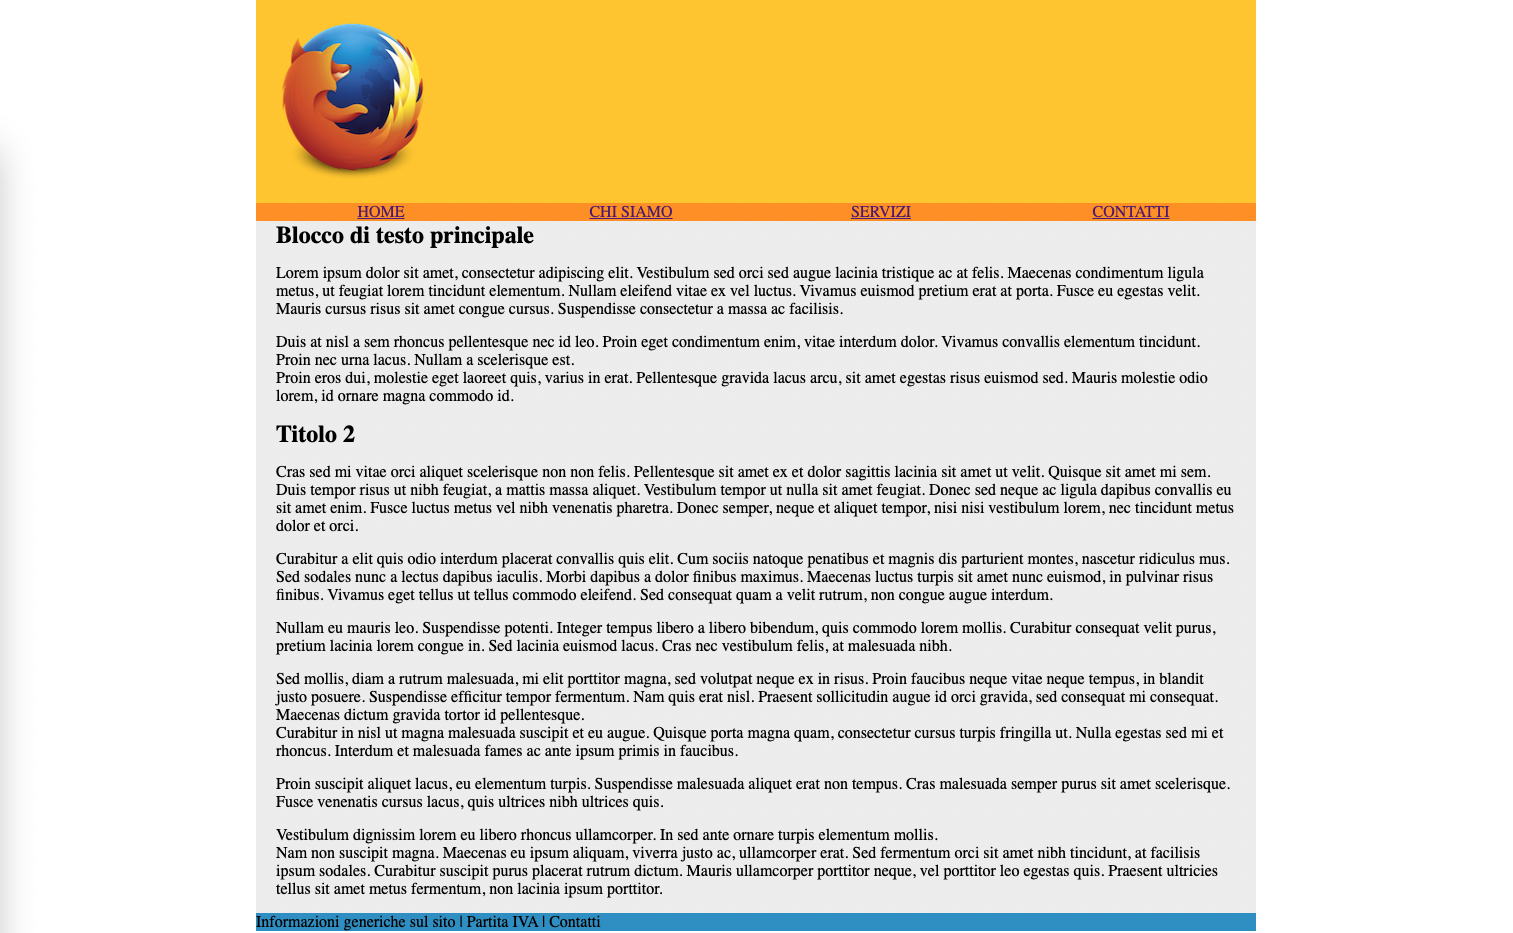 HOME CHI SIAMO SERVIZI CONTATTI
Blocco di testo principale
Lorem ipsum dolor sit amet, consectetur adipiscing elit. Vestibulum sed orci sed augue lacinia tristique ac at felis. Maecenas condimentum ligula
metus, ut feugiat lorem tincidunt elementum. Nullam eleifend vitae ex vel luctus. Vivamus euismod pretium erat at porta. Fusce eu egestas velit.
Mauris cursus risus sit amet congue cursus. Suspendisse consectetur a massa ac facilisis.
Duis at nisl a sem rhoncus pellentesque nec id leo. Proin eget condimentum enim, vitae interdum dolor. Vivamus convallis elementum tincidunt.
Proin nec urna lacus. Nullam a scelerisque est.
Proin eros dui, molestie eget laoreet quis, varius in erat. Pellentesque gravida lacus arcu, sit amet egestas risus euismod sed. Mauris molestie odio
lorem, id ornare magna commodo id.
Titolo 2
Cras sed mi vitae orci aliquet scelerisque non non felis. Pellentesque sit amet ex et dolor sagittis lacinia sit amet ut velit. Quisque sit amet mi sem.
Duis tempor risus ut nibh feugiat, a mattis massa aliquet. Vestibulum tempor ut nulla sit amet feugiat. Donec sed neque ac ligula dapibus convallis eu
sit amet enim. Fusce luctus metus vel nibh venenatis pharetra. Donec semper, neque et aliquet tempor, nisi nisi vestibulum lorem, nec tincidunt metus
dolor et orci.
Curabitur a elit quis odio interdum placerat convallis quis elit. Cum sociis natoque penatibus et magnis dis parturient montes, nascetur ridiculus mus.
Sed sodales nunc a lectus dapibus iaculis. Morbi dapibus a dolor finibus maximus. Maecenas luctus turpis sit amet nunc euismod, in pulvinar risus
finibus. Vivamus eget tellus ut tellus commodo eleifend. Sed consequat quam a velit rutrum, non congue augue interdum.
Nullam eu mauris leo. Suspendisse potenti. Integer tempus libero a libero bibendum, quis commodo lorem mollis. Curabitur consequat velit purus,
pretium lacinia lorem congue in. Sed lacinia euismod lacus. Cras nec vestibulum felis, at malesuada nibh.
Sed mollis, diam a rutrum malesuada, mi elit porttitor magna, sed volutpat neque ex in risus. Proin faucibus neque vitae neque tempus, in blandit
justo posuere. Suspendisse efficitur tempor fermentum. Nam quis erat nisl. Praesent sollicitudin augue id orci gravida, sed consequat mi consequat.
Maecenas dictum gravida tortor id pellentesque.
Curabitur in nisl ut magna malesuada suscipit et eu augue. Quisque porta magna quam, consectetur cursus turpis fringilla ut. Nulla egestas sed mi et
rhoncus. Interdum et malesuada fames ac ante ipsum primis in faucibus.
Proin suscipit aliquet lacus, eu elementum turpis. Suspendisse malesuada aliquet erat non tempus. Cras malesuada semper purus sit amet scelerisque.
Fusce venenatis cursus lacus, quis ultrices nibh ultrices quis.
Vestibulum dignissim lorem eu libero rhoncus ullamcorper. In sed ante ornare turpis elementum mollis.
Nam non suscipit magna. Maecenas eu ipsum aliquam, viverra justo ac, ullamcorper erat. Sed fermentum orci sit amet nibh tincidunt, at facilisis
ipsum sodales. Curabitur suscipit purus placerat rutrum dictum. Mauris ullamcorper porttitor neque, vel porttitor leo egestas quis. Praesent ultricies
tellus sit amet metus fermentum, non lacinia ipsum porttitor.
Informazioni generiche sul sito | Partita IVA | Contatti